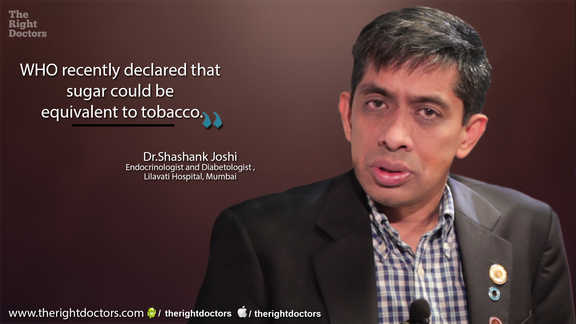 The
Right
Doctors
WHO recently declared that
sugar could be
equivalent to tobacco.”
Dr.Shashank Joshi
Endocrinologist and Diabetologist ,
Lilavati Hospital, Mumbai
www.therightdoctors.com / therightdoctors / therightdoctors